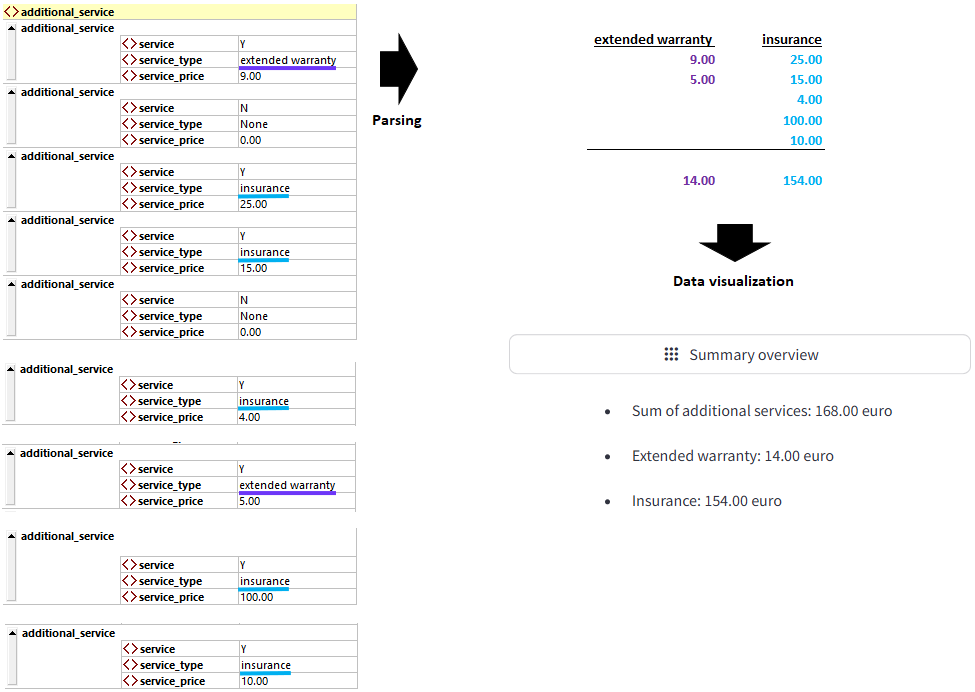 additional_service
additional_service
service Y
service_type extended warranty
service_price 9.00
additional_service
service N
service_type None
service_price 0.00
additional_service
service Y
service_type insurance
service_price 25.00
additional_service
service Y
service_type insurance
service_price 15.00
additional_service
service N
service_type None
service_price 0.00
additional_service
service Y
service_type insurance
service_price 4.00
additional_service
service Y
service_type extended warranty
service_price 5.00
additional_service
service Y
service_type insurance
service_price 100.00
additional_service
service Y
service_type insurance
service_price 10.00
Parsing
extended warranty insurance
9.00 25.00
5.00 15.00
4.00
100.00
10.00
14.00 154.00
Data visualization
Summary overview
• Sum of additional services: 168.00 euro
• Extended warranty: 14.00 euro
• Insurance: 154.00 euro